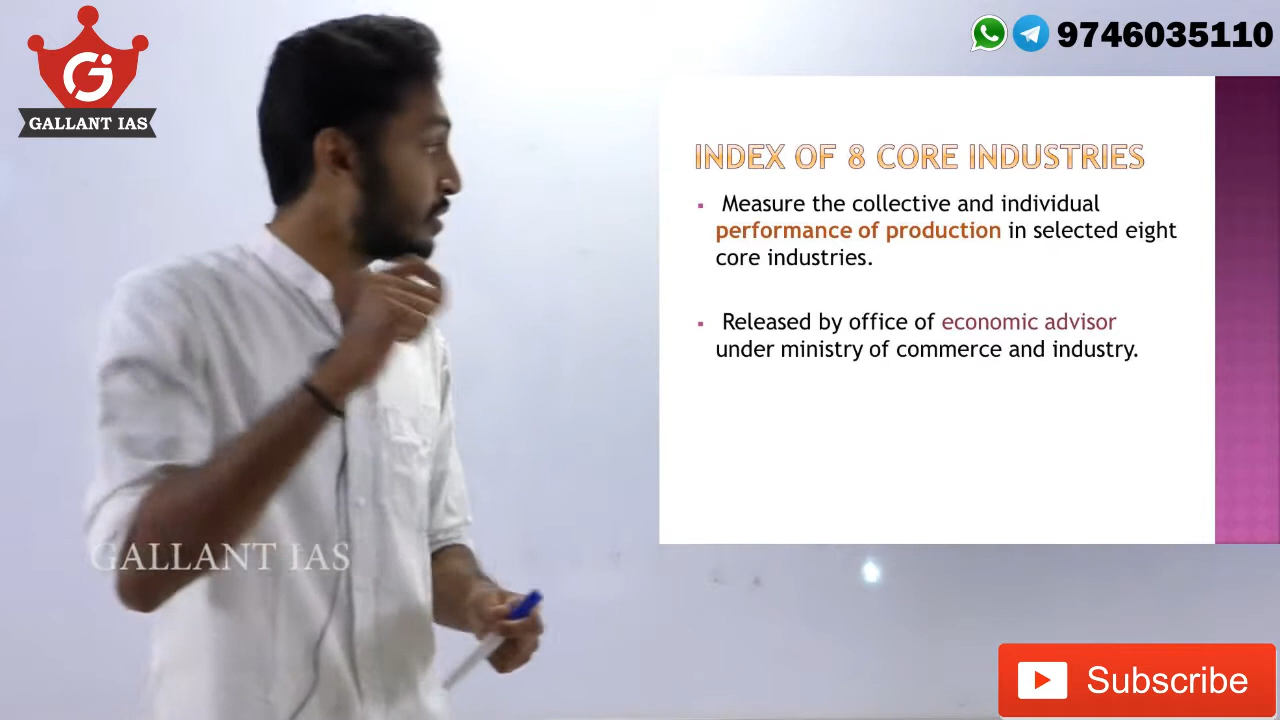 GALLANT IAS
9746035110
INDEX OF 8 CORE INDUSTRIES
▪ Measure the collective and individual
performance of production in selected eight
core industries.
▪ Released by office of economic advisor
under ministry of commerce and industry.
GALLANT IAS
Subscribe